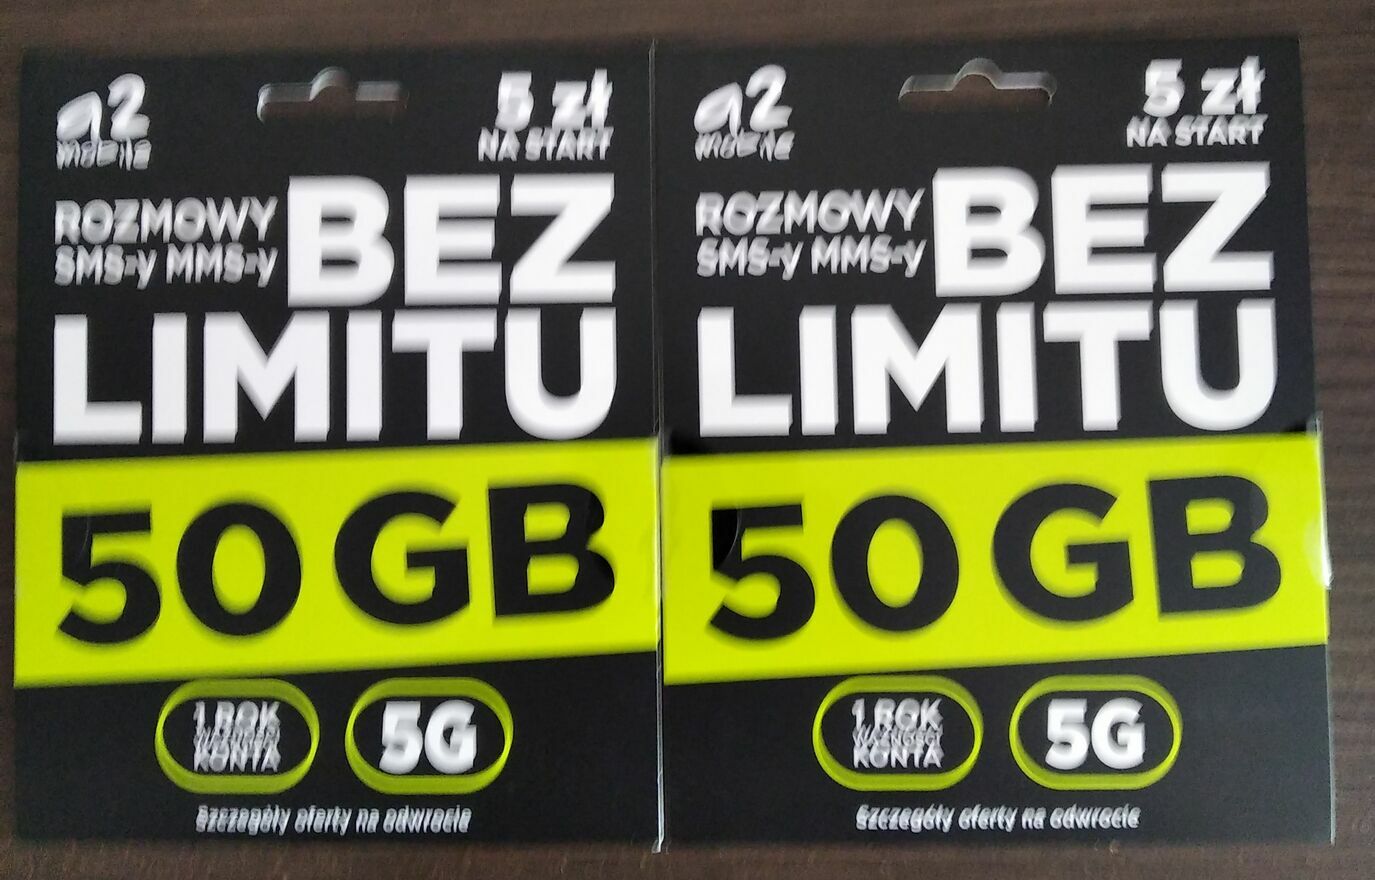 a2
mobile
5 zł
NA START
ROZMOWY
SMS-y MMS-y
BEZ
LIMITU
50 GB
1 ROK
WAŻNOŚCI
KONTA
5G
Szczegóły oferty na odwrocie
a2
mobile
5 zł
NA START
ROZMOWY
SMS-y MMS-y
BEZ
LIMITU
50 GB
1 ROK
WAŻNOŚCI
KONTA
5G
Szczegóły oferty na odwrocie